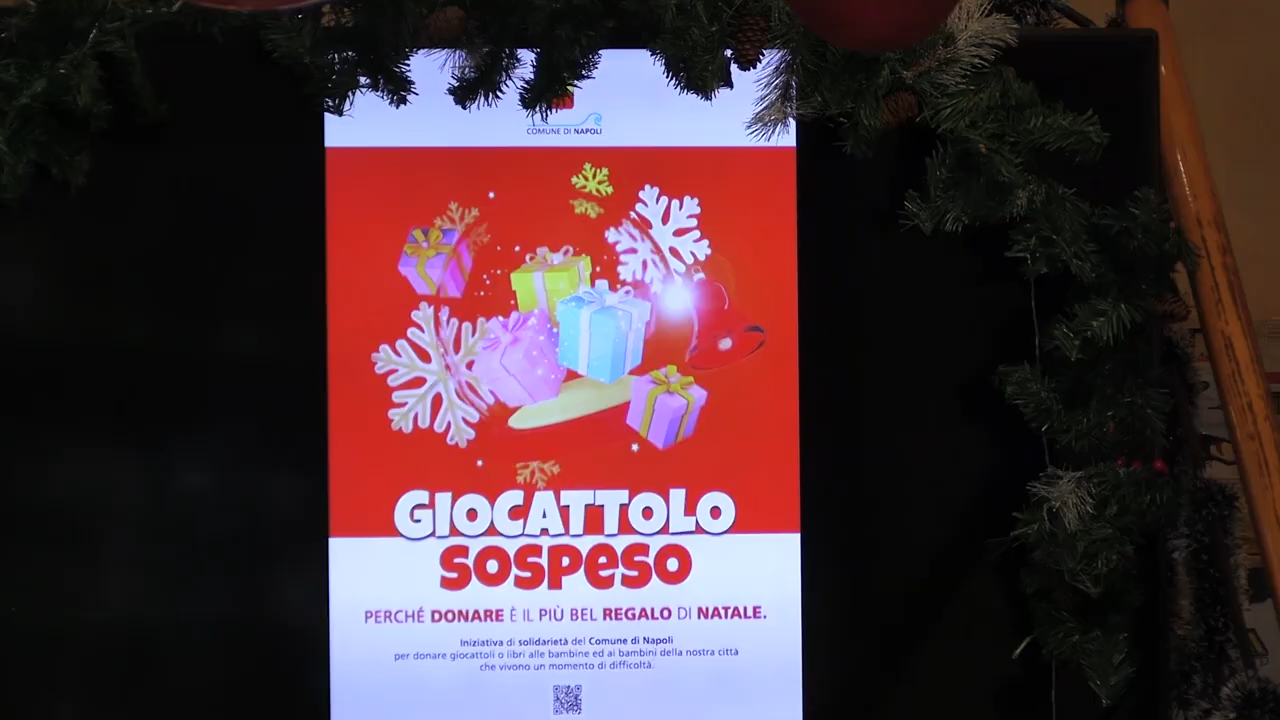 COMUNE DI NAPOLI
GIOCATTOLO
SOSPESO
PERCHÉ DONARE È IL PIÙ BEL REGALO DI NATALE.
Iniziativa di solidarietà del Comune di Napoli
per donare giocattoli o libri alle bambine ed ai bambini della nostra città
che vivono un momento di difficoltà.